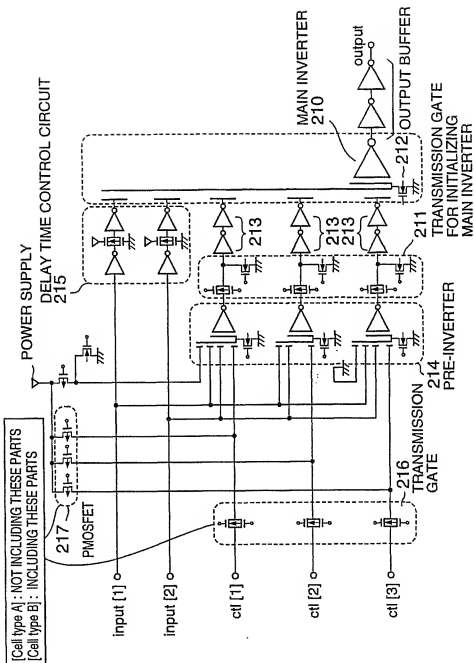 [Cell type A] : NOT INCLUDING THESE PARTS
[Cell type B] : INCLUDING THESE PARTS
217
PMOSFET
POWER SUPPLY
DELAY TIME CONTROL CIRCUIT
215
MAIN INVERTER
210
output
OUTPUT BUFFER
input [1]
input [2]
ctl [1]
ctl [2]
ctl [3]
213
213
213
216
TRANSMISSION
GATE
214
PRE-INVERTER
211
212
TRANSMISSION GATE
FOR INITIALIZING
MAIN INVERTER